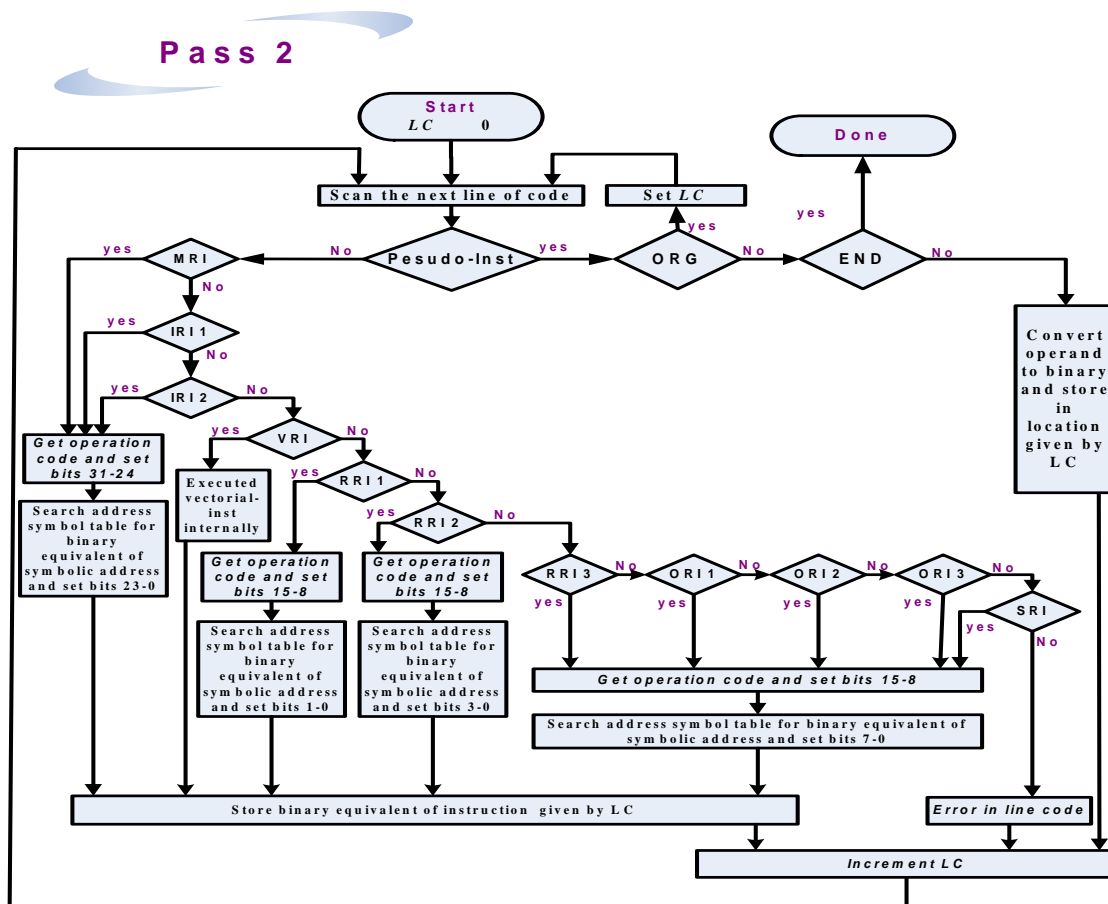 Pass 2
Start
LC 0
Done
Scan the next line of code
Set LC
yes
yes
yes
MRI
No
Pesudo-Inst
yes
ORG
No
END
No
No
yes
IRI1
No
yes
IRI2
No
Convert
operand
to binary
and store
in
location
given by
LC
Get operation
code and set
bits 31-24
yes
VRI
No
Executed
vectorial-
inst
internally
yes
RRI1
No
yes
RRI2
No
Search address
symbol table for
binary
equivalent of
symbolic address
and set bits 23-0
Get operation
code and set
bits 15-8
Get operation
code and set
bits 15-8
RRI3
No
ORI1
No
ORI2
No
ORI3
No
yes
yes
yes
yes
SRI
yes
No
Search address
symbol table for
binary
equivalent of
symbolic address
and set bits 1-0
Search address
symbol table for
binary
equivalent of
symbolic address
and set bits 3-0
Get operation code and set bits 15-8
Search address symbol table for binary equivalent of
symbolic address and set bits 7-0
Store binary equivalent of instruction given by LC
Error in line code
Increment LC